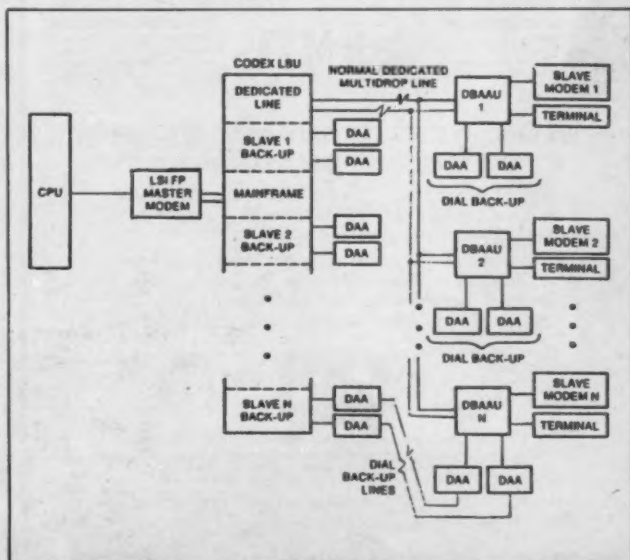 CODEX LSU
NORMAL DEDICATED
MULTIDROP LINE
DEDICATED
LINE
SLAVE 1
BACK-UP
MAINFRAME
SLAVE 2
BACK-UP
SLAVE N
BACK-UP
CPU
LSI FP
MASTER
MODEM
DAA
DAA
DAA
DAA
DAA
DAA
DIAL
BACK-UP
LINES
DBAAU
1
SLAVE
MODEM 1
TERMINAL
DAA
DAA
DIAL BACK-UP
DBAAU
2
SLAVE
MODEM 2
TERMINAL
DAA
DAA
DIAL BACK-UP
DBAAU
N
SLAVE
MODEM N
TERMINAL
DAA
DAA